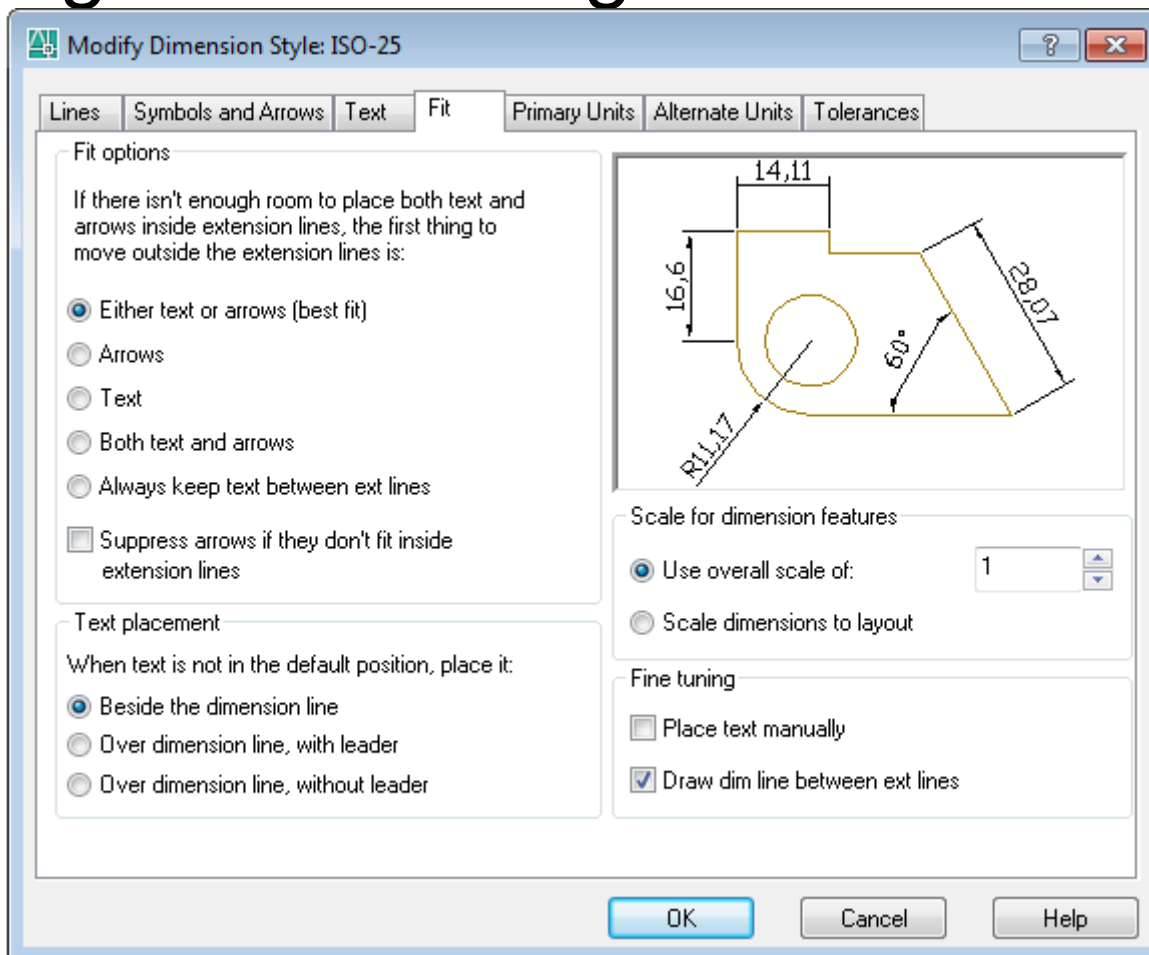 Modify Dimension Style: ISO-25
?
Lines
Symbols and Arrows
Text
Fit
Primary Units
Alternate Units
Tolerances
Fit options
If there isn't enough room to place both text and
arrows inside extension lines, the first thing to
move outside the extension lines is:
Either text or arrows (best fit)
Arrows
Text
Both text and arrows
Always keep text between ext lines
Suppress arrows if they don't fit inside
extension lines
Text placement
When text is not in the default position, place it:
Beside the dimension line
Over dimension line, with leader
Over dimension line, without leader
14,11
16,6
28,07
60°
R11,17
Scale for dimension features
Use overall scale of:
1
Scale dimensions to layout
Fine tuning
Place text manually
Draw dim line between ext lines
OK
Cancel
Help